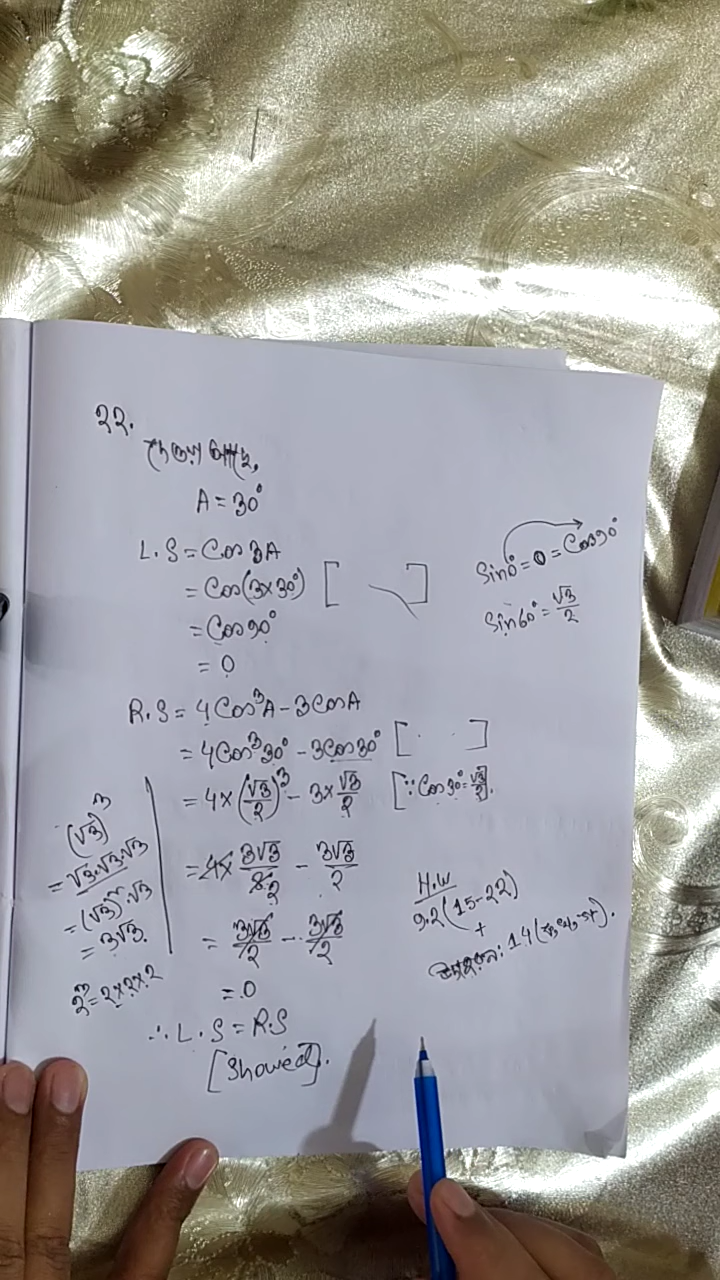 22.
দেওয়া আছে,
A = 30°
L.S = Cos 3A
= Cos(3×30°) [ ]
= Cos 90°
= 0
R.S = 4Cos³A – 3CosA
= 4Cos³30° – 3Cos30° [ ]
= 4×(√3/2)³ – 3×√3/2 [∵ Cos30° = √3/2].
= 4× 3√3/8 2 – 3√3/2
= 3√3/2 – 3√3/2
= 0
∴ L.S = R.S
[Showed].
(√3)³
= √3·√3·√3
= (√3)²·√3
= 3√3.
2³ = 2×2×2
Sin0° = 0 = Cos90°
Sin60° = √3/2
H.W
9.2(15-22)
+
14